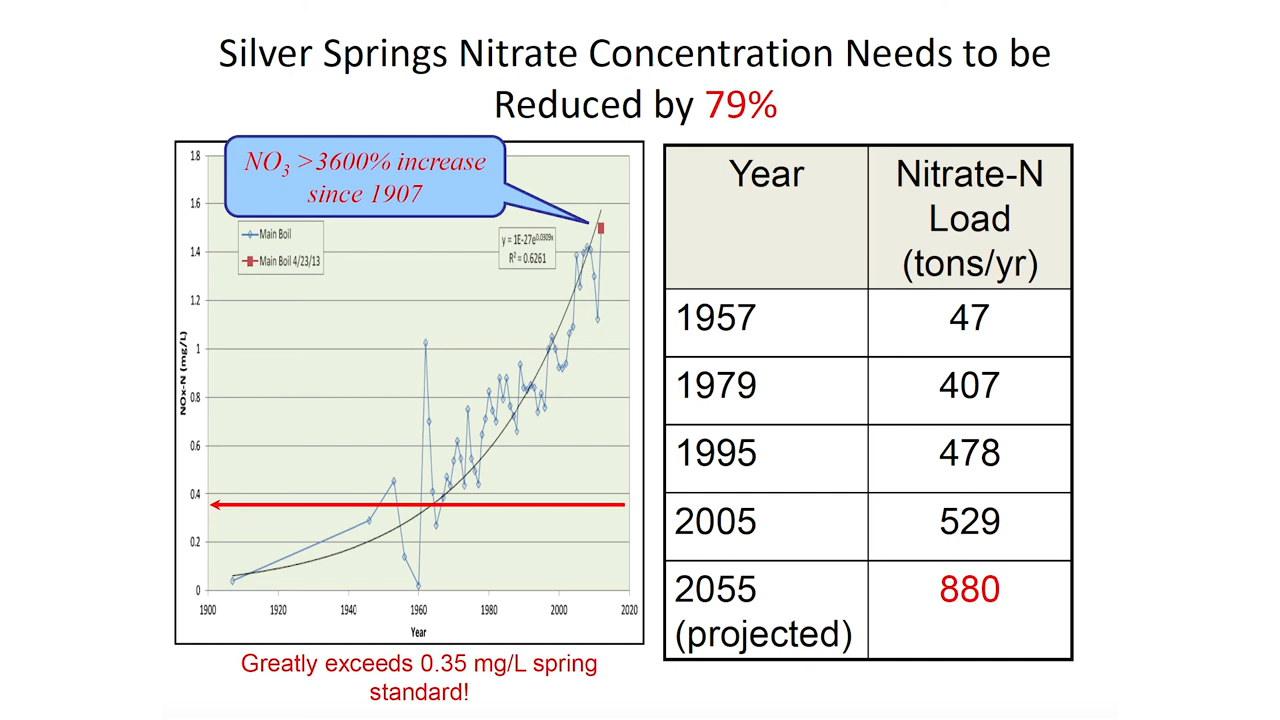 Silver Springs Nitrate Concentration Needs to be
Reduced by 79%
NO3 > 3600% increase
since 1907
1.8
1.6
1.4
1.2
1
0.8
0.6
0.4
0.2
0
NOx-N (mg/L)
Main Boil
Main Boil 4/23/13
y = 1E-27e^0.0309x
R² = 0.6261
1900
1920
1940
1960
1980
2000
2020
Year
Greatly exceeds 0.35 mg/L spring
standard!
Year
Nitrate-N
Load
(tons/yr)
1957 47
1979 407
1995 478
2005 529
2055 880
(projected)